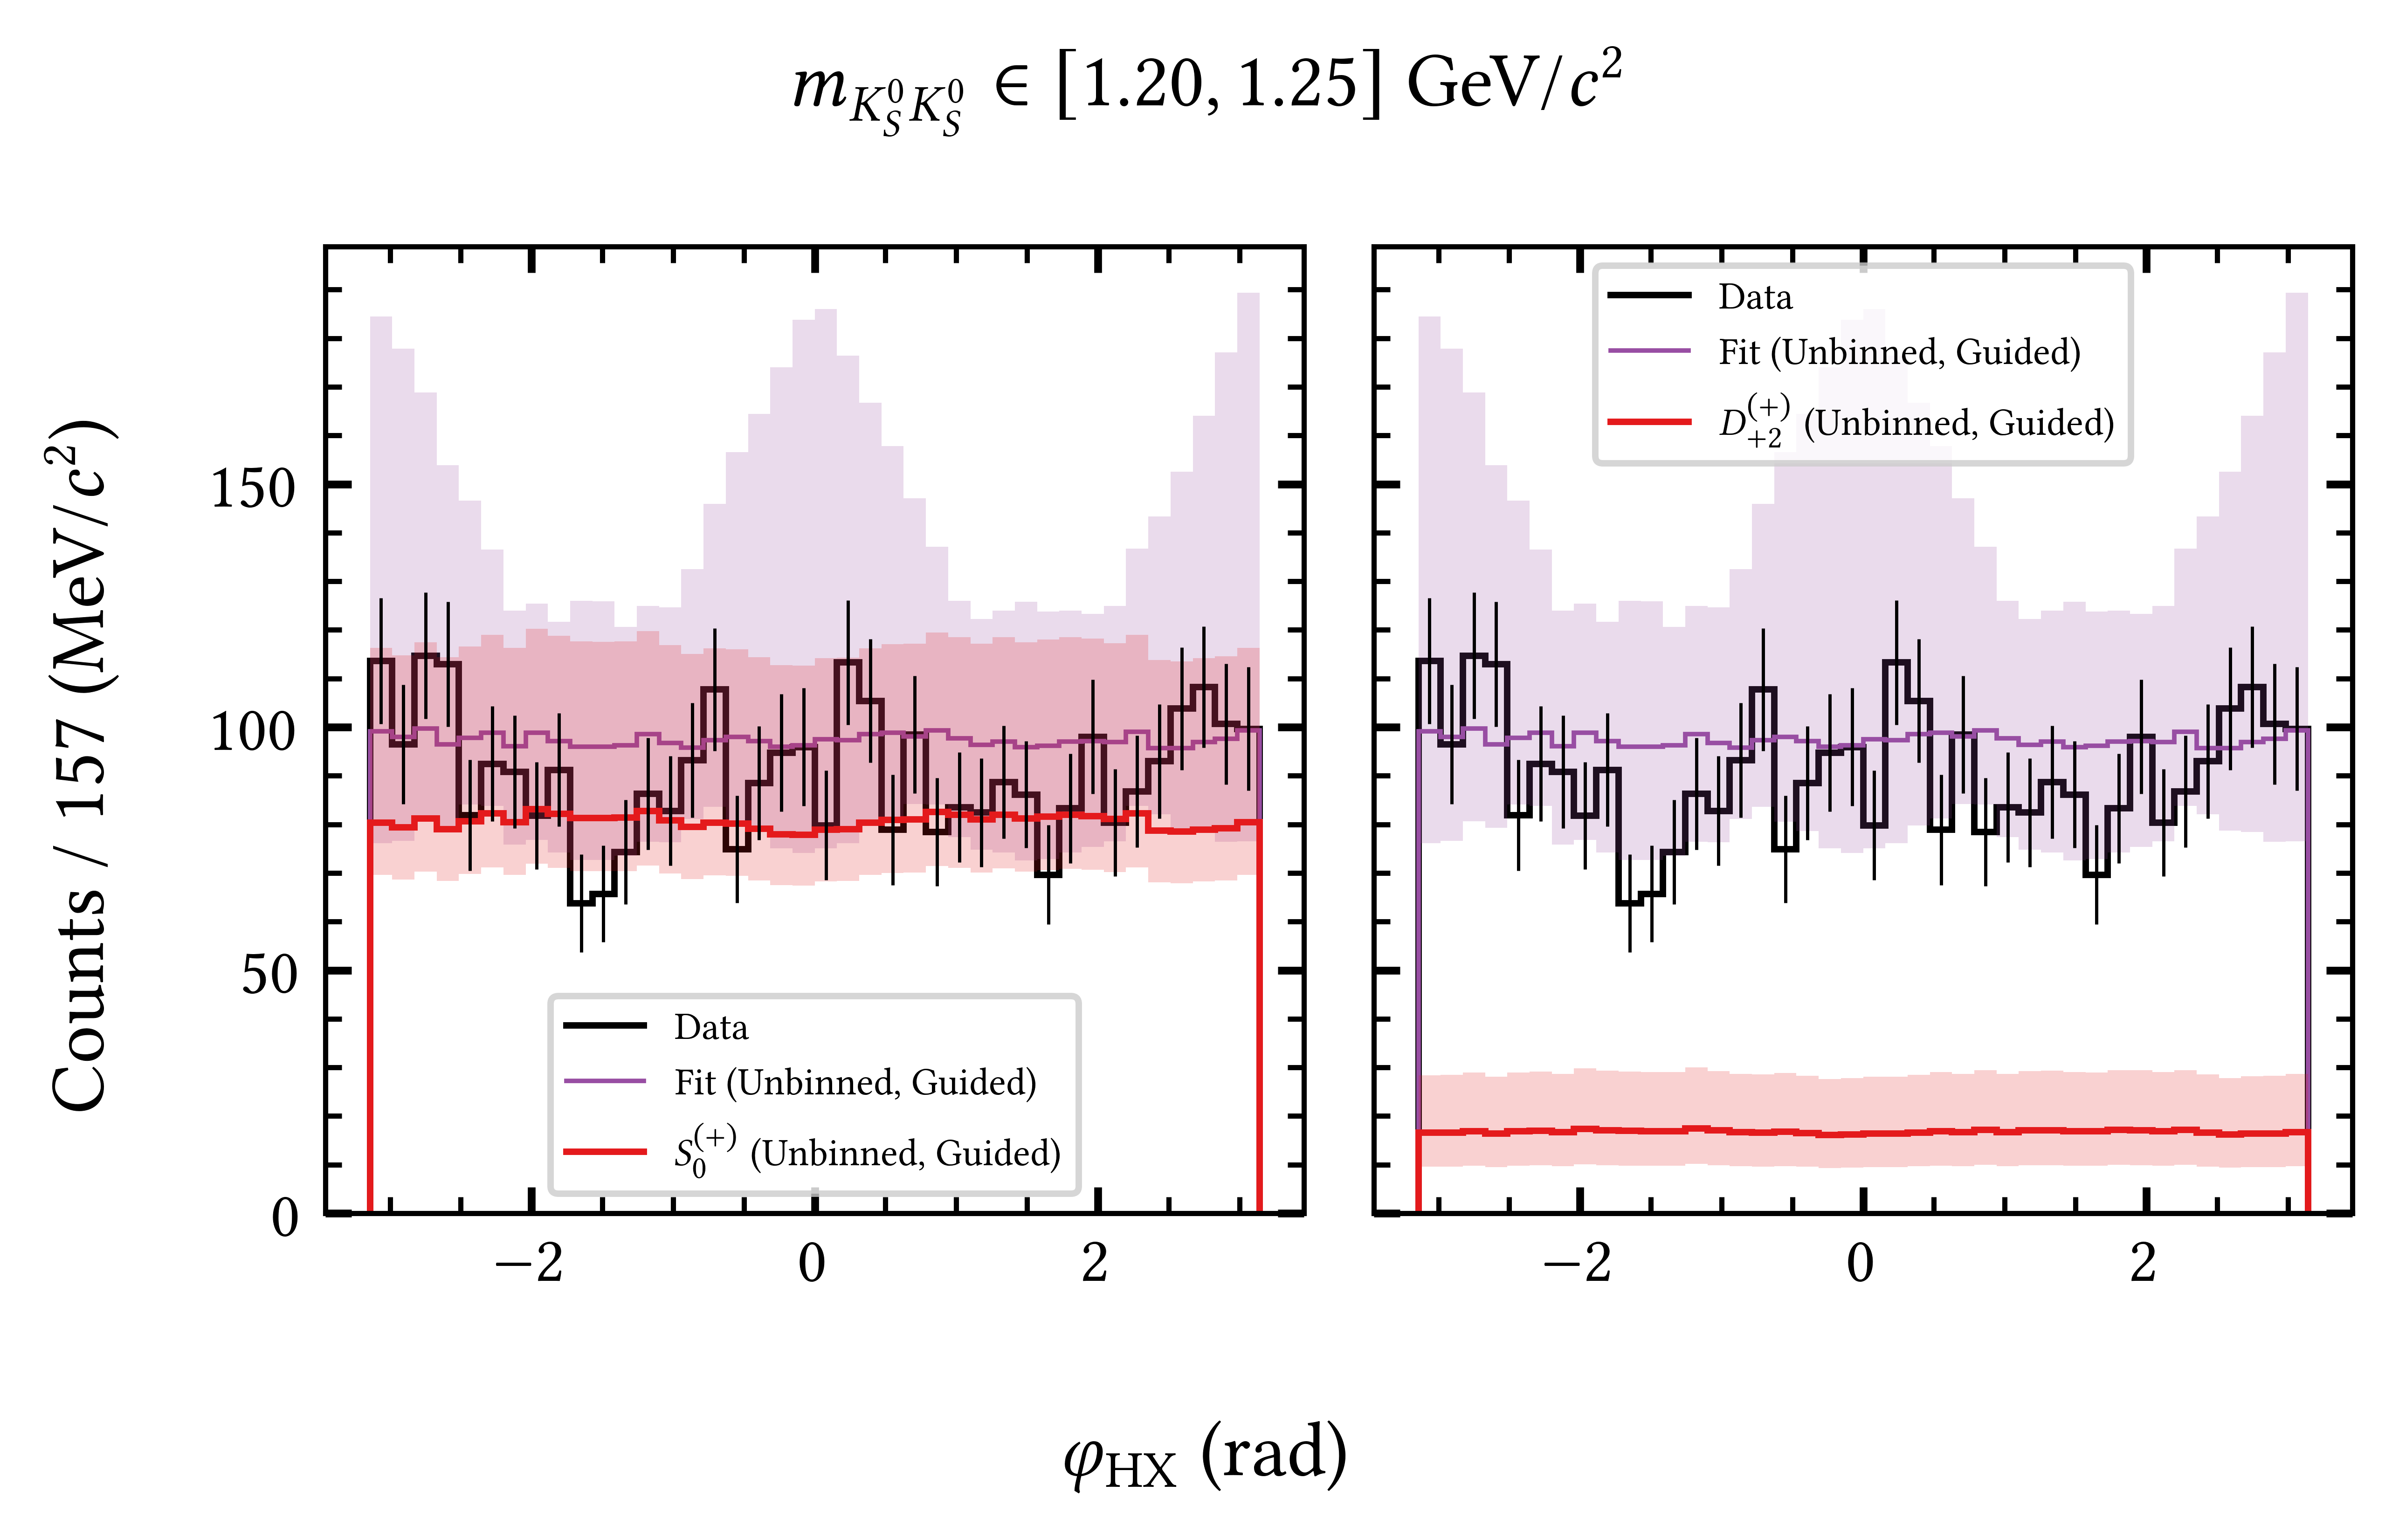 m_{K_S^0 K_S^0} ∈ [1.20, 1.25] GeV/c²
Counts / 157 (MeV/c²)
150
100
50
0
Data
Fit (Unbinned, Guided)
S_0^{(+)} (Unbinned, Guided)
−2 0 2
Data
Fit (Unbinned, Guided)
D_{+2}^{(+)} (Unbinned, Guided)
−2 0 2
φ_{HX} (rad)